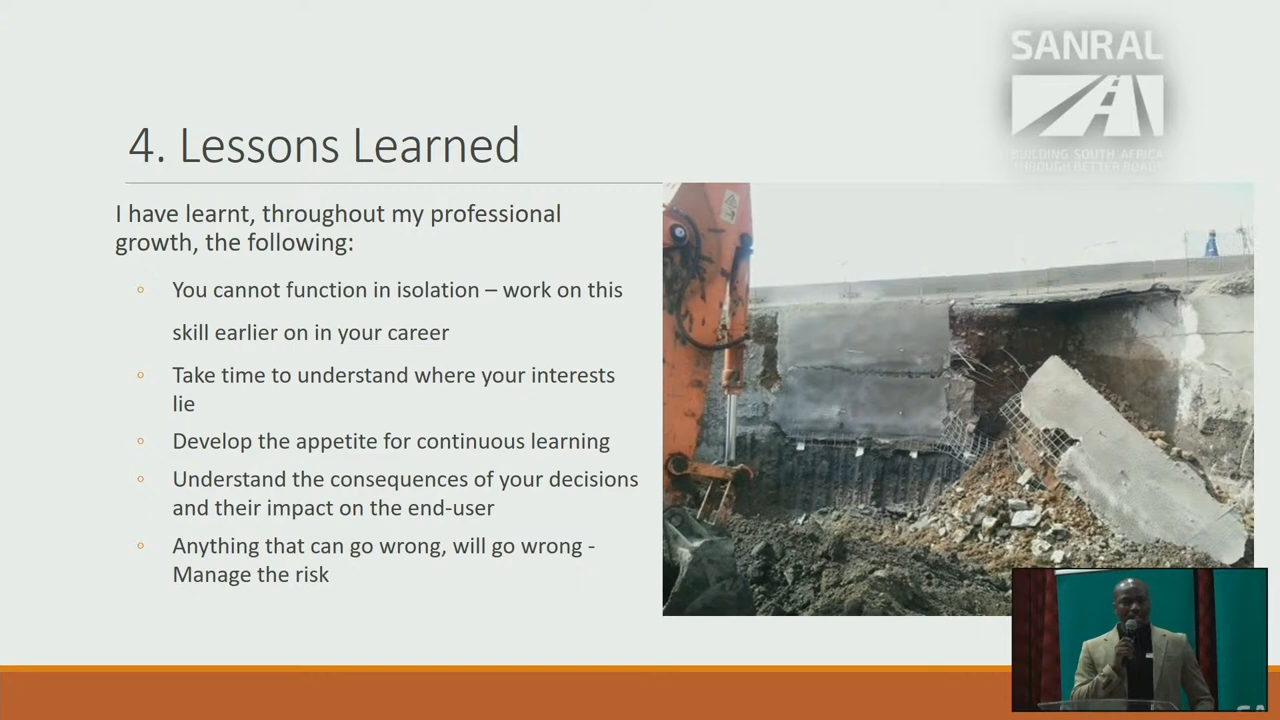 SANRAL
BUILDING SOUTH AFRICA
THROUGH BETTER ROADS
4. Lessons Learned
I have learnt, throughout my professional
growth, the following:
You cannot function in isolation – work on this
skill earlier on in your career
Take time to understand where your interests
lie
Develop the appetite for continuous learning
Understand the consequences of your decisions
and their impact on the end-user
Anything that can go wrong, will go wrong -
Manage the risk
SA